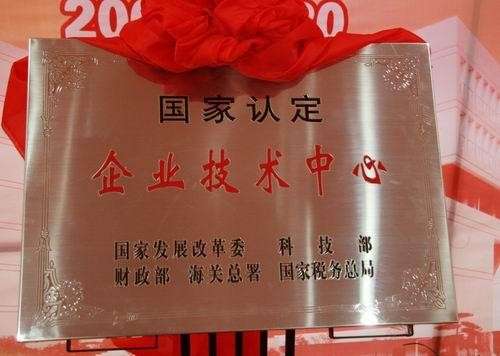 国家认定
企业技术中心
国家发展改革委 科技部
财政部 海关总署 国家税务总局